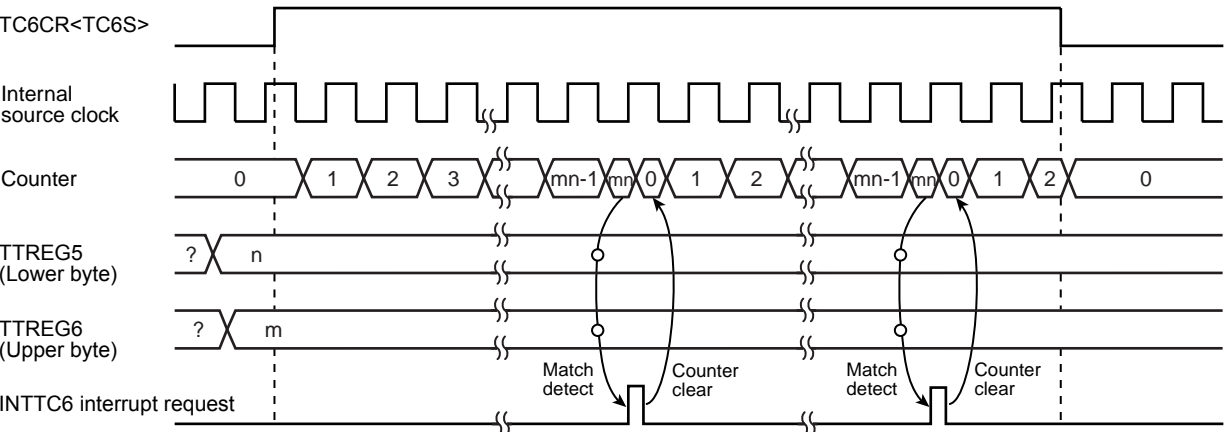 TC6CR<TC6S>
Internal
source clock
Counter
0 1 2 3 mn-1 mn 0 1 2 mn-1 mn 0 1 2 0
TTREG5
(Lower byte)
? n
TTREG6
(Upper byte)
? m
Match
detect
Counter
clear
Match
detect
Counter
clear
INTTC6 interrupt request